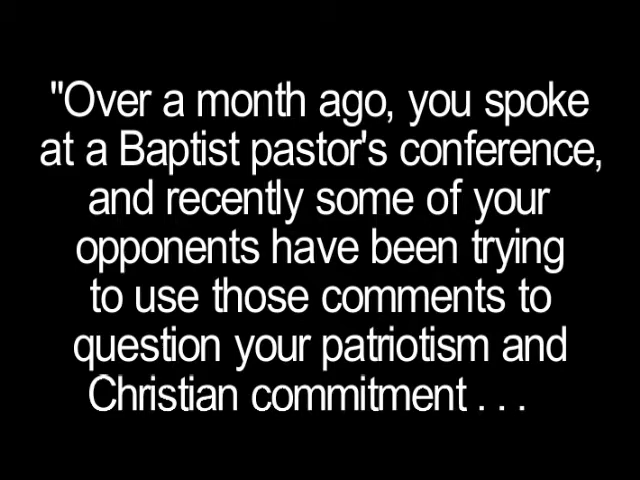 "Over a month ago, you spoke
at a Baptist pastor's conference,
and recently some of your
opponents have been trying
to use those comments to
question your patriotism and
Christian commitment . . .